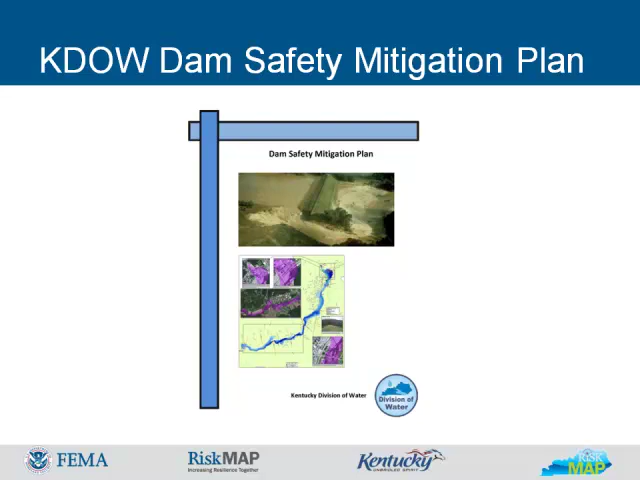 KDOW Dam Safety Mitigation Plan
Dam Safety Mitigation Plan
Kentucky Division of Water
Division of
Water
FEMA
RiskMAP
Increasing Resilience Together
Kentucky
UNBRIDLED SPIRIT
RISK
MAP